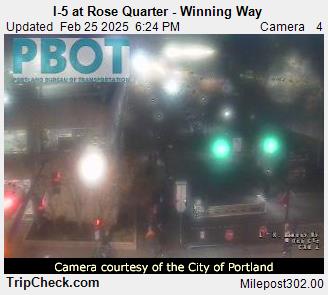 I-5 at Rose Quarter - Winning Way
Updated Feb 25 2025 6:24 PM Camera 4
PBOT
PORTLAND BUREAU OF TRANSPORTATION
Camera courtesy of the City of Portland
TripCheck.com Milepost302.00